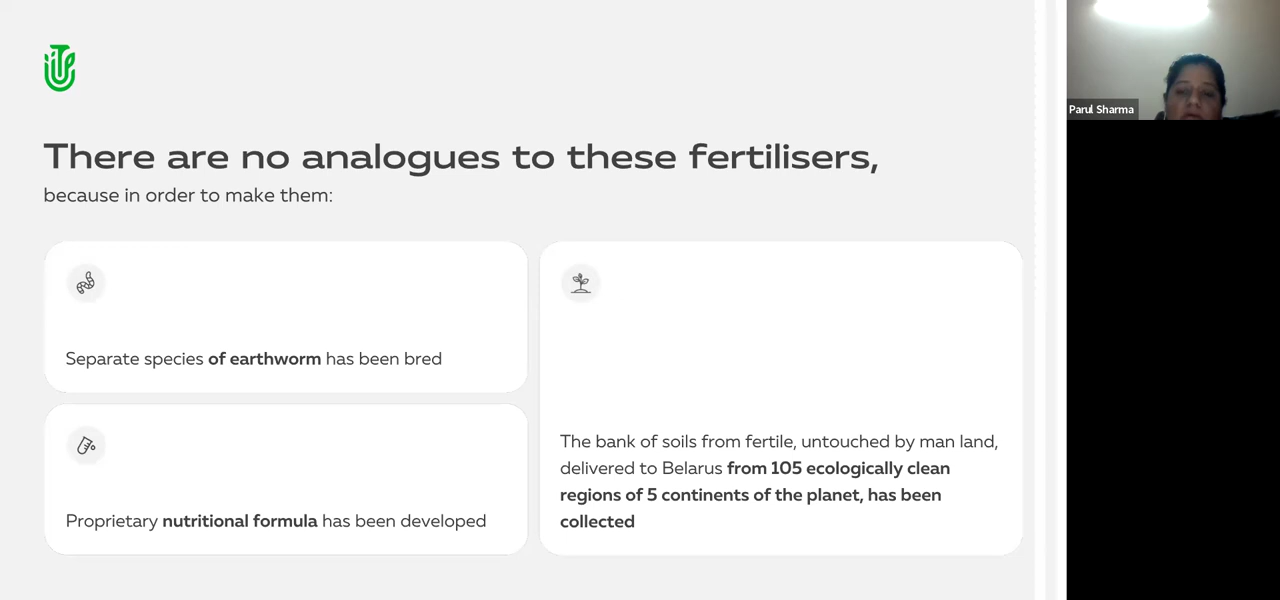 There are no analogues to these fertilisers,
because in order to make them:
Separate species of earthworm has been bred
Proprietary nutritional formula has been developed
The bank of soils from fertile, untouched by man land,
delivered to Belarus from 105 ecologically clean
regions of 5 continents of the planet, has been
collected
Parul Sharma